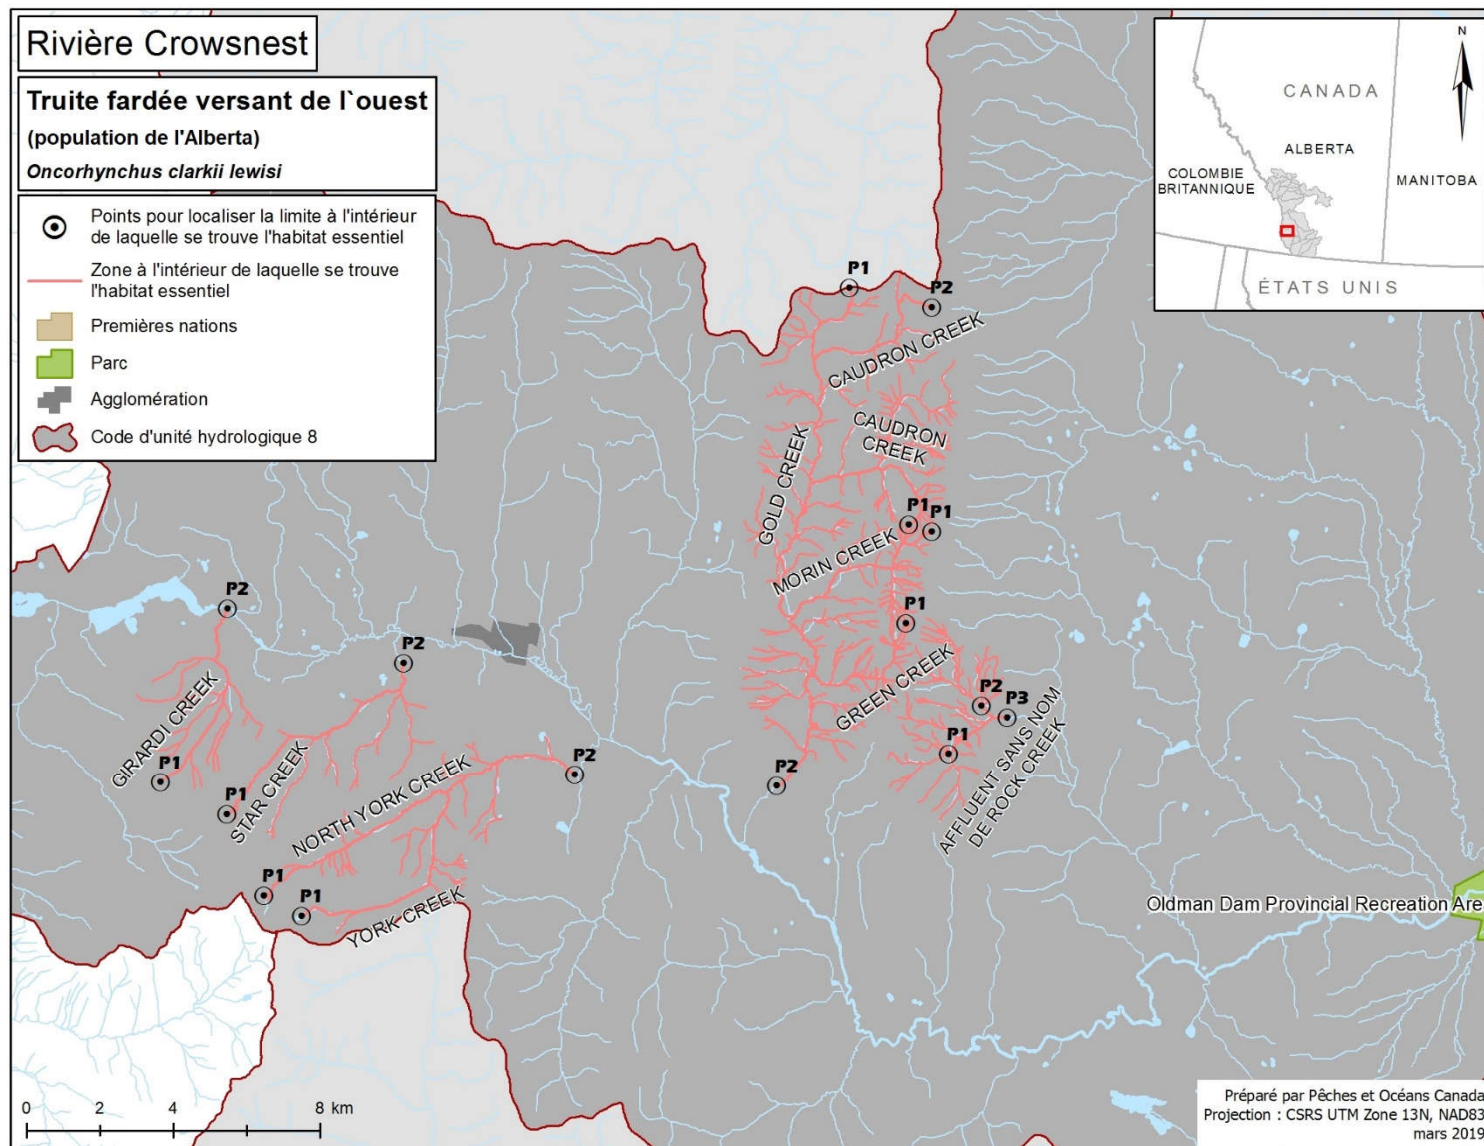 Rivière Crowsnest
Truite fardée versant de l`ouest
(population de l'Alberta)
Oncorhynchus clarkii lewisi
Points pour localiser la limite à l'intérieur
de laquelle se trouve l'habitat essentiel
Zone à l'intérieur de laquelle se trouve
l'habitat essentiel
Premières nations
Parc
Agglomération
Code d'unité hydrologique 8
N
CANADA
ALBERTA
COLOMBIE
BRITANNIQUE
MANITOBA
ÉTATS UNIS
P1
P2
CAUDRON CREEK
CAUDRON
CREEK
GOLD CREEK
P1
P1
MORIN CREEK
P1
P2
P2
GREEN CREEK
P2
P3
P1
P2
AFFLUENT SANS NOM
DE ROCK CREEK
GIRARDI CREEK
P1
P1
STAR CREEK
P2
NORTH YORK CREEK
P1
P1
YORK CREEK
Oldman Dam Provincial Recreation Are
0 2 4 8 km
Préparé par Pêches et Océans Canada
Projection : CSRS UTM Zone 13N, NAD83
mars 2019